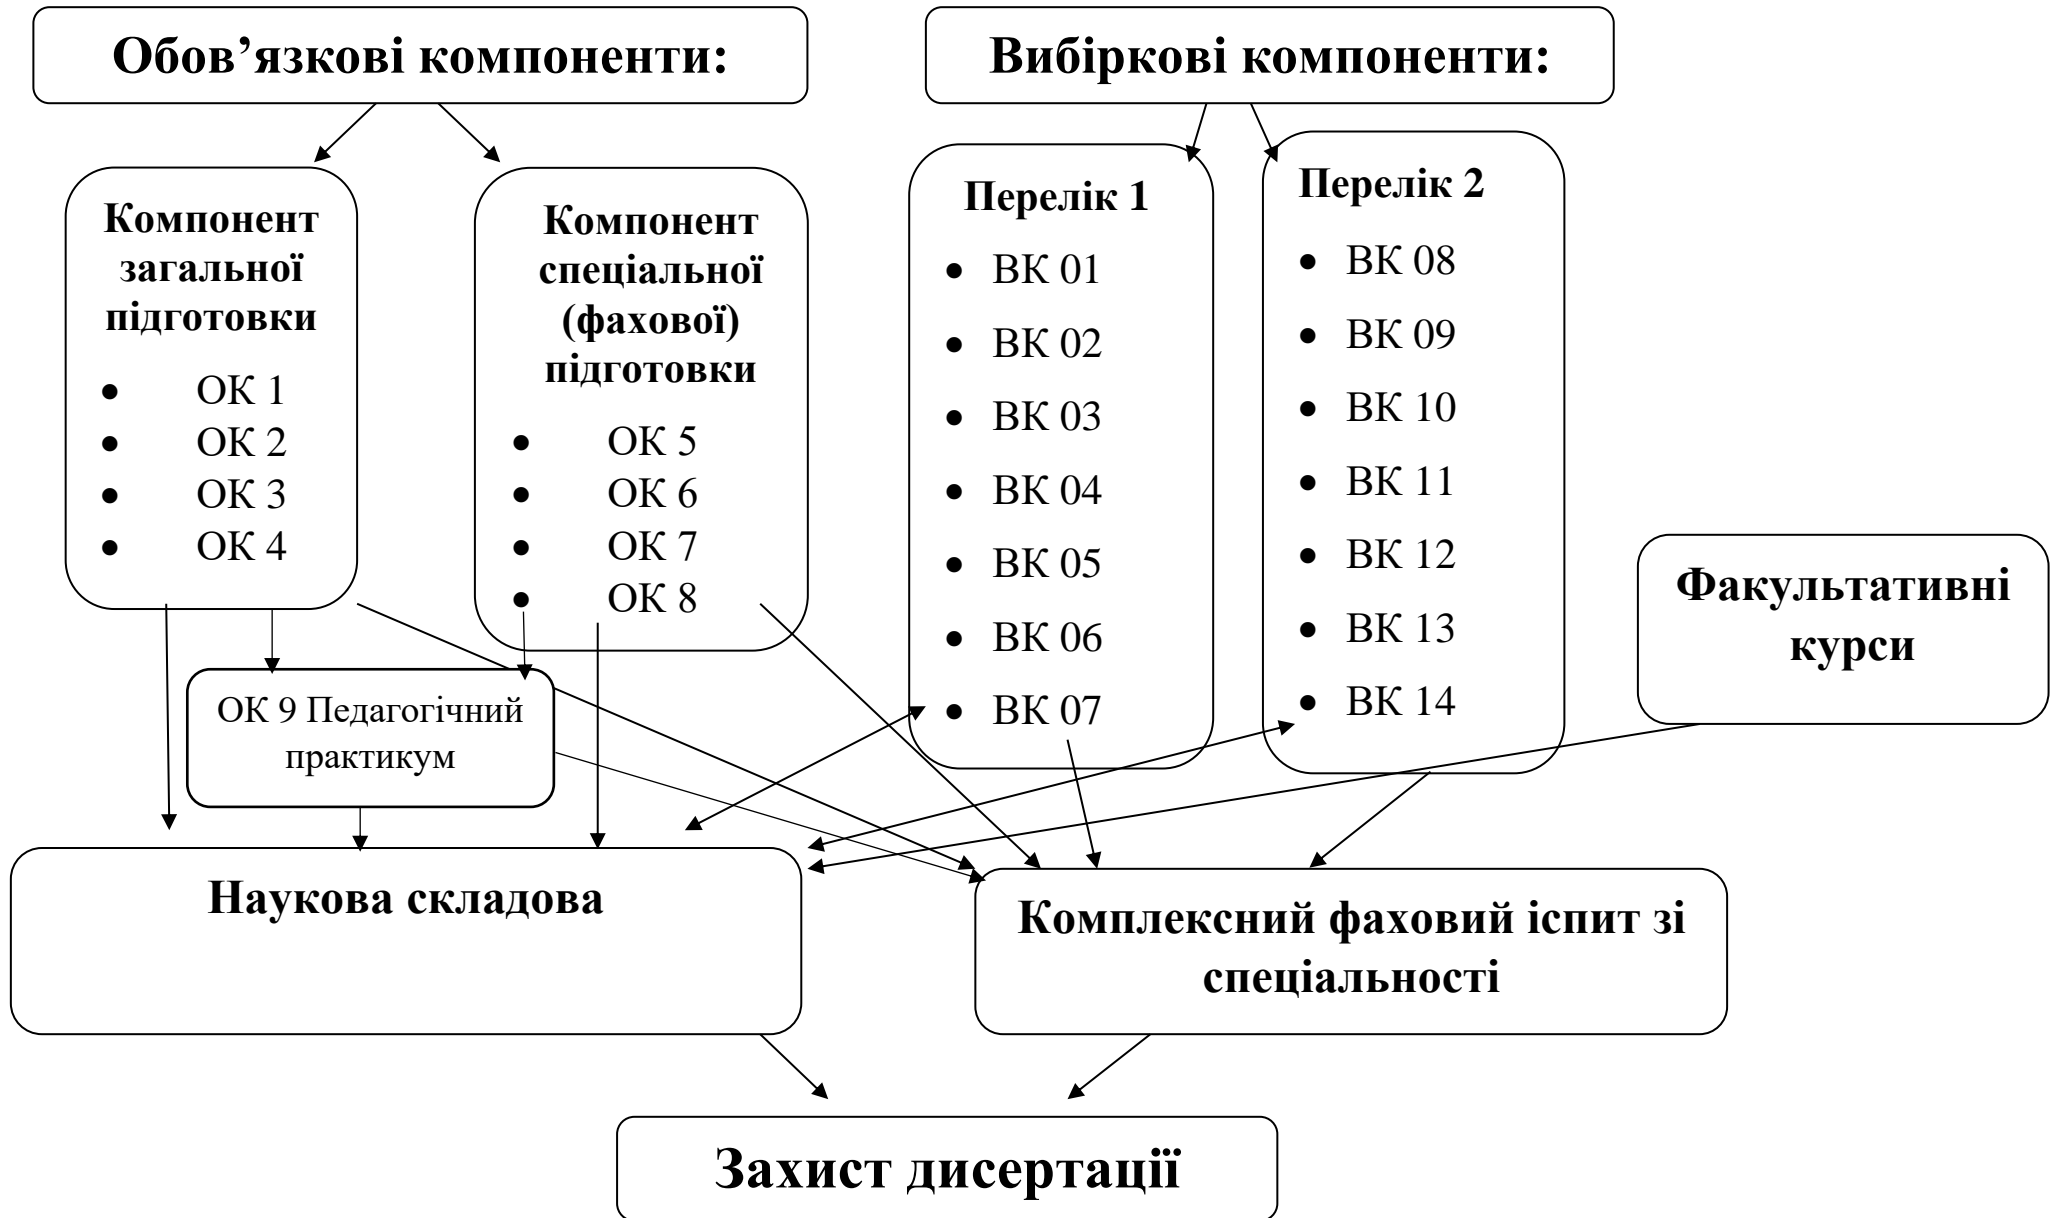 Обов’язкові компоненти:
Вибіркові компоненти:
Компонент
загальної
підготовки
• ОК 1
• ОК 2
• ОК 3
• ОК 4
Компонент
спеціальної
(фахової)
підготовки
• ОК 5
• ОК 6
• ОК 7
• ОК 8
Перелік 1
• ВК 01
• ВК 02
• ВК 03
• ВК 04
• ВК 05
• ВК 06
• ВК 07
Перелік 2
• ВК 08
• ВК 09
• ВК 10
• ВК 11
• ВК 12
• ВК 13
• ВК 14
Факультативні
курси
ОК 9 Педагогічний
практикум
Наукова складова
Комплексний фаховий іспит зі
спеціальності
Захист дисертації